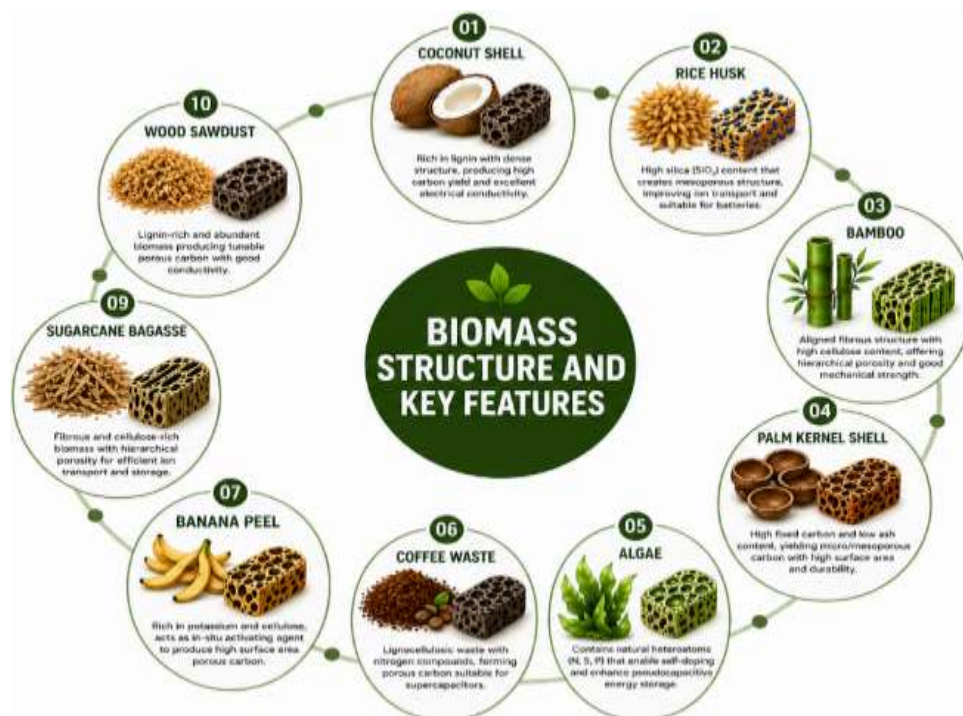 BIOMASS
STRUCTURE AND
KEY FEATURES
01
COCONUT SHELL
Rich in lignin with dense
structure, producing high
carbon yield and excellent
electrical conductivity.
02
RICE HUSK
High silica (SiO₂) content that
creates mesoporous structure,
improving ion transport and
suitable for batteries.
03
BAMBOO
Aligned fibrous structure with
high cellulose content, offering
hierarchical porosity and good
mechanical strength.
04
PALM KERNEL SHELL
High fixed carbon and low ash
content, yielding micro/mesoporous
carbon with high surface area
and durability.
05
ALGAE
Contains natural heteroatoms
(N, S, P) that enable self-doping
and enhance pseudocapacitive
energy storage.
06
COFFEE WASTE
Lignocellulosic waste with
nitrogen compounds, forming
porous carbon suitable for
supercapacitors.
07
BANANA PEEL
Rich in potassium and cellulose,
acts as in-situ activating agent
to produce high surface area
porous carbon.
09
SUGARCANE BAGASSE
Fibrous and cellulose-rich
biomass with hierarchical
porosity for efficient ion
transport and storage.
10
WOOD SAWDUST
Lignin-rich and abundant
biomass producing tunable
porous carbon with good
conductivity.